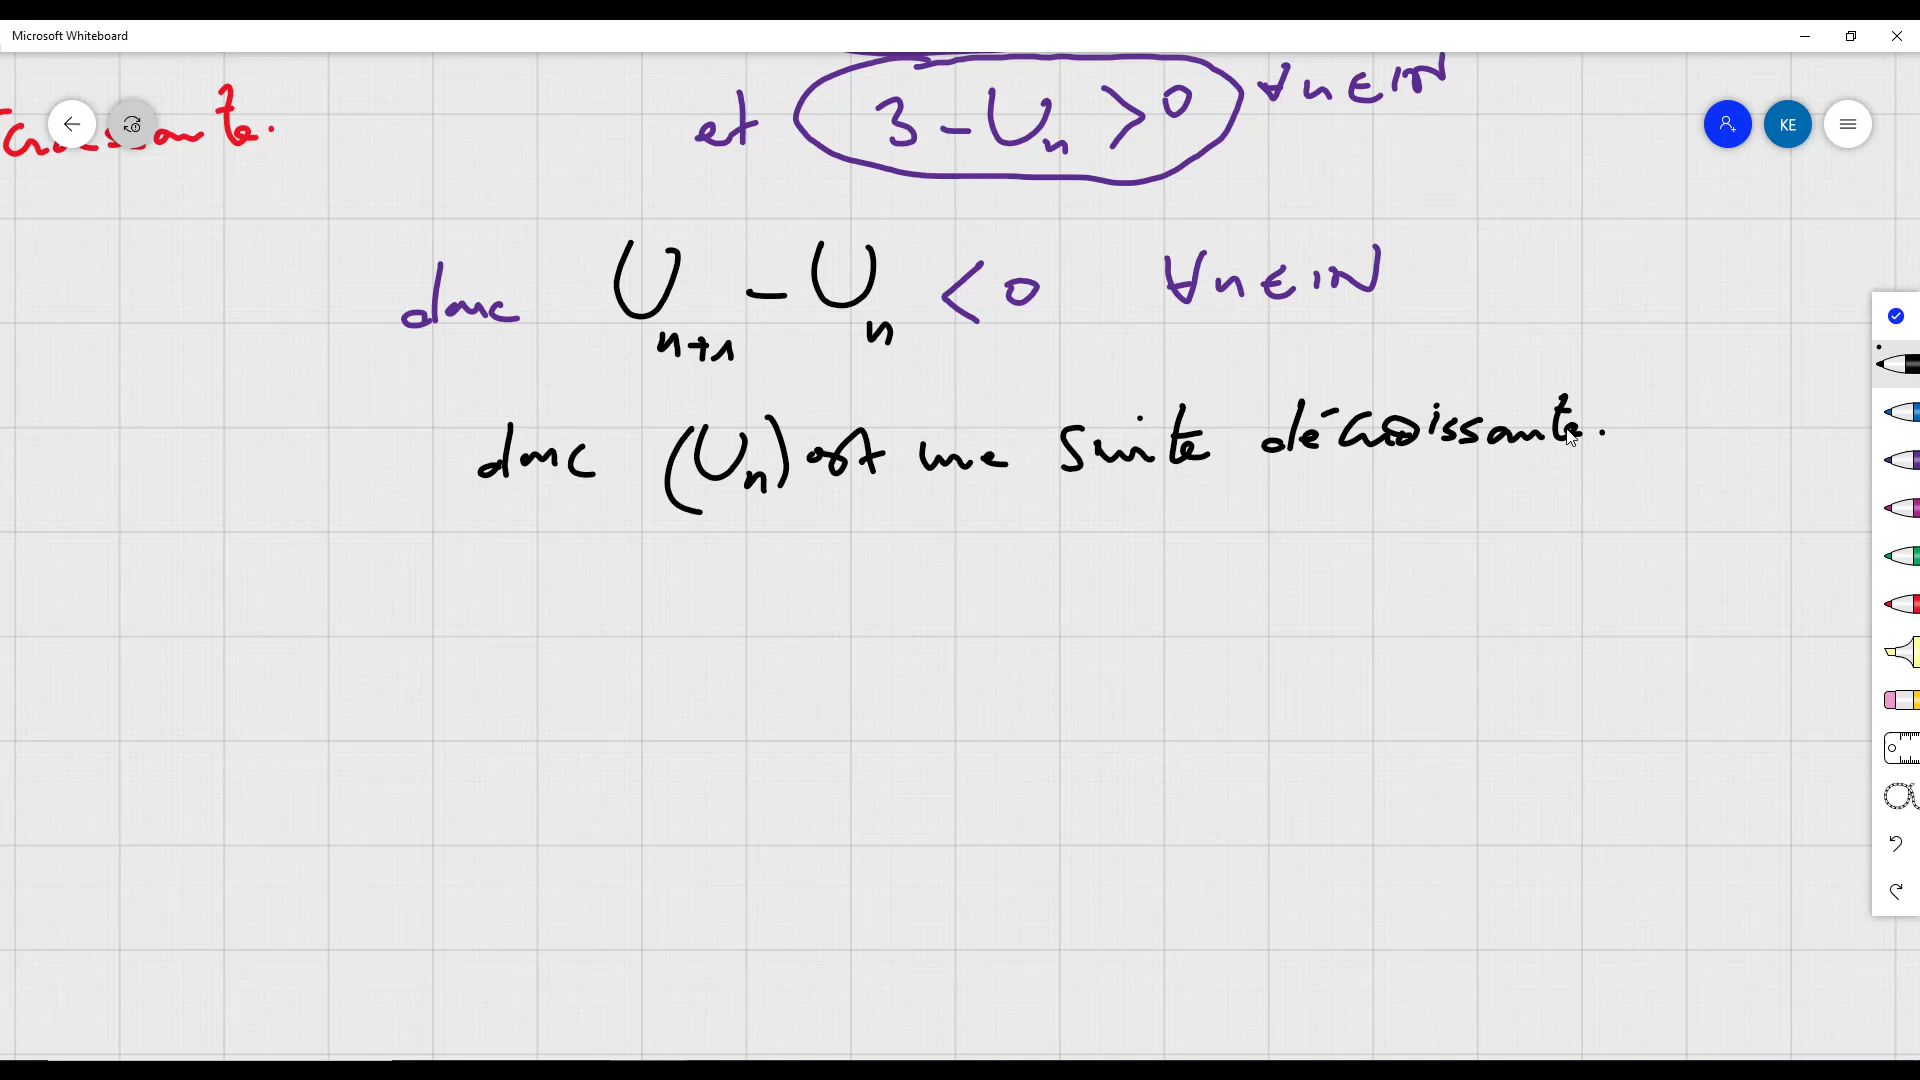 Microsoft Whiteboard
et 3 - Uₙ > 0 ∀n∈ℕ
KE
donc Uₙ₊₁ - Uₙ < 0 ∀n∈ℕ
donc (Uₙ) est une suite décroissante.